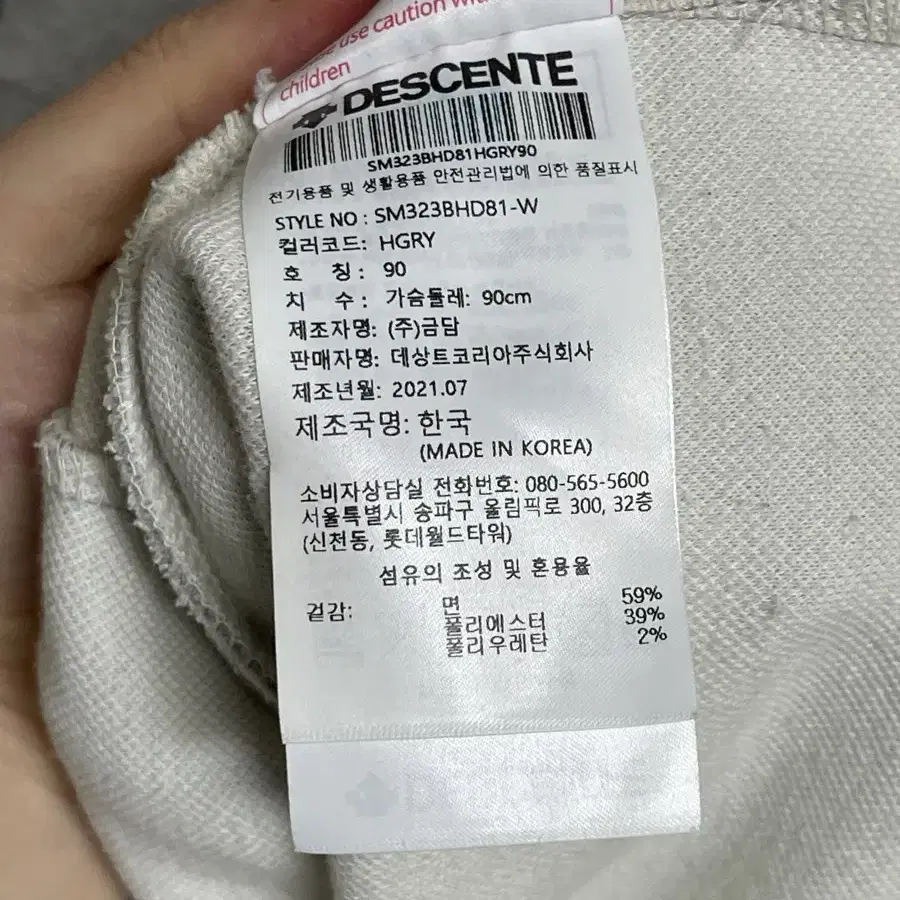 use caution with
children
DESCENTE
SM323BHD81HGRY90
전기용품 및 생활용품 안전관리법에 의한 품질표시
STYLE NO : SM323BHD81-W
컬러코드: HGRY
호 칭 : 90
치 수 : 가슴둘레: 90cm
제조자명: (주)금담
판매자명: 데상트코리아주식회사
제조년월: 2021.07
제조국명: 한국
(MADE IN KOREA)
소비자상담실 전화번호: 080-565-5600
서울특별시 송파구 올림픽로 300, 32층
(신천동, 롯데월드타워)
섬유의 조성 및 혼용율
겉감: 면 59%
폴리에스터 39%
폴리우레탄 2%